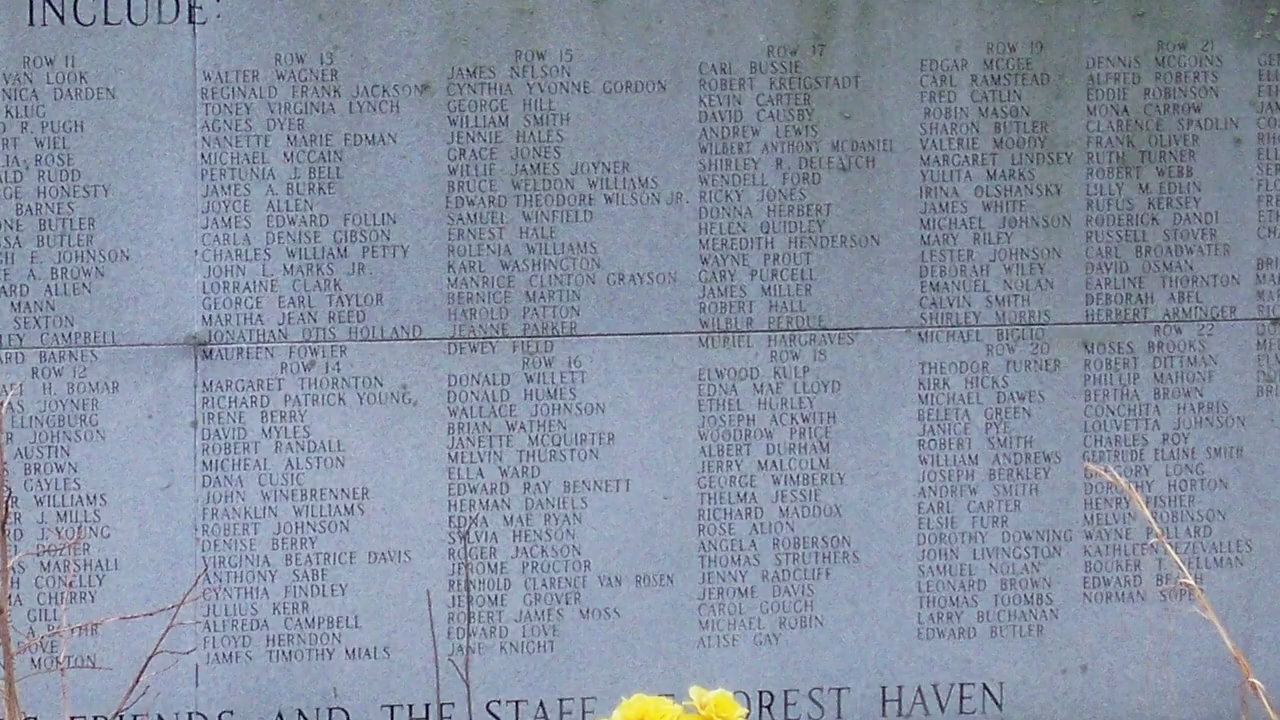 INCLUDE:
ROW 11
VAN LOOK
NICA DARDEN
KLUG
R. PUGH
RT WIEL
ROSE
RUDD
GE HONESTY
BARNES
NE BUTLER
SSA BUTLER
E. JOHNSON
E A. BROWN
ARD ALLEN
MANN
SEXTON
LEY CAMPBELL
ARD BARNES
ROW 12
H. BOMAR
AS JOYNER
ELLINGBURG
R JOHNSON
AUSTIN
BROWN
GAYLES
R WILLIAMS
R J. MILLS
RD J. YOUNG
DOZIER
AS MARSHALL
H CONELLY
IA CHERRY
GILL
A.
MORTON
ROW 13
WALTER WAGNER
REGINALD FRANK JACKSON
TONEY VIRGINIA LYNCH
AGNES DYER
NANETTE MARIE EDMAN
MICHAEL MCCAIN
PERTUNIA J. BELL
JAMES A. BURKE
JOYCE ALLEN
JAMES EDWARD FOLLIN
CARLA DENISE GIBSON
CHARLES WILLIAM PETTY
JOHN L. MARKS JR.
LORRAINE CLARK
GEORGE EARL TAYLOR
MARTHA JEAN REED
JONATHAN OTIS HOLLAND
MAUREEN FOWLER
ROW 14
MARGARET THORNTON
RICHARD PATRICK YOUNG
IRENE BERRY
DAVID MYLES
ROBERT RANDALL
MICHEAL ALSTON
DANA CUSIC
JOHN WINEBRENNER
FRANKLIN WILLIAMS
ROBERT JOHNSON
DENISE BERRY
VIRGINIA BEATRICE DAVIS
ANTHONY SABE
CYNTHIA FINDLEY
JULIUS KERR
ALFREDA CAMPBELL
FLOYD HERNDON
JAMES TIMOTHY MIALS
ROW 15
JAMES NELSON
CYNTHIA YVONNE GORDON
GEORGE HILL
WILLIAM SMITH
JENNIE HALES
GRACE JONES
WILLIE JAMES JOYNER
BRUCE WELDON WILLIAMS
EDWARD THEODORE WILSON JR.
SAMUEL WINFIELD
ERNEST HALE
ROLENIA WILLIAMS
KARL WASHINGTON
MANRICE CLINTON GRAYSON
BERNICE MARTIN
HAROLD PATTON
JEANNE PARKER
DEWEY FIELD
ROW 16
DONALD WILLETT
DONALD HUMES
WALLACE JOHNSON
BRIAN WATHEN
JANETTE MCQUIRTER
MELVIN THURSTON
ELLA WARD
EDWARD RAY BENNETT
HERMAN DANIELS
EDNA MAE RYAN
SYLVIA HENSON
ROGER JACKSON
JEROME PROCTOR
REINHOLD CLARENCE VAN ROSEN
JEROME GROVER
ROBERT JAMES MOSS
EDWARD LOVE
JANE KNIGHT
ROW 17
CARL BUSSIE
ROBERT KREIGSTADT
KEVIN CARTER
DAVID CAUSBY
ANDREW LEWIS
WILBERT ANTHONY MCDANIEL
SHIRLEY R. DELEATCH
WENDELL FORD
RICKY JONES
DONNA HERBERT
HELEN QUIDLEY
MEREDITH HENDERSON
WAYNE PROUT
GARY PURCELL
JAMES MILLER
ROBERT HALL
WILBUR PERDUE
MURIEL HARGRAVES
ROW 18
ELWOOD KULP
EDNA MAE LLOYD
ETHEL HURLEY
JOSEPH ACKWITH
WOODROW PRICE
ALBERT DURHAM
JERRY MALCOLM
GEORGE WIMBERLY
THELMA JESSIE
RICHARD MADDOX
ROSE ALION
ANGELA ROBERSON
THOMAS STRUTHERS
JENNY RADCLIFF
JEROME DAVIS
CAROL GOUGH
MICHAEL ROBIN
ALISE GAY
ROW 19
EDGAR MCGEE
CARL RAMSTEAD
FRED CATLIN
ROBIN MASON
SHARON BUTLER
VALERIE MOODY
MARGARET LINDSEY
YULITA MARKS
IRINA OLSHANSKY
JAMES WHITE
MICHAEL JOHNSON
MARY RILEY
LESTER JOHNSON
DEBORAH WILEY
EMANUEL NOLAN
CALVIN SMITH
SHIRLEY MORRIS
MICHAEL BIGLIO
ROW 20
THEODOR TURNER
KIRK HICKS
MICHAEL DAWES
BELETA GREEN
JANICE PYE
ROBERT SMITH
WILLIAM ANDREWS
JOSEPH BERKLEY
ANDREW SMITH
EARL CARTER
ELSIE FURR
DOROTHY DOWNING
JOHN LIVINGSTON
SAMUEL NOLAN
LEONARD BROWN
THOMAS TOOMBS
LARRY BUCHANAN
EDWARD BUTLER
ROW 21
DENNIS MCGOINS
ALFRED ROBERTS
EDDIE ROBINSON
MONA CARROW
CLARENCE SPADLIN
FRANK OLIVER
RUTH TURNER
ROBERT WEBB
LILLY M. EDLIN
RUFUS KERSEY
RODERICK DANDI
RUSSELL STOVER
CARL BROADWATER
DAVID OSMAN
EARLINE THORNTON
DEBORAH ABEL
HERBERT ARMINGER
ROW 22
MOSES BROOKS
ROBERT DITTMAN
PHILLIP MAHONE
BERTHA BROWN
CONCHITA HARRIS
LOUVETTA JOHNSON
CHARLES ROY
GERTRUDE ELAINE SMITH
GREGORY LONG
DOROTHY HORTON
HENRY FISHER
MELVIN ROBINSON
WAYNE
KATHLEEN
BOUKER T.
EDWARD
NORMAN
FRIENDS AND THE STAFF OREST HAVEN